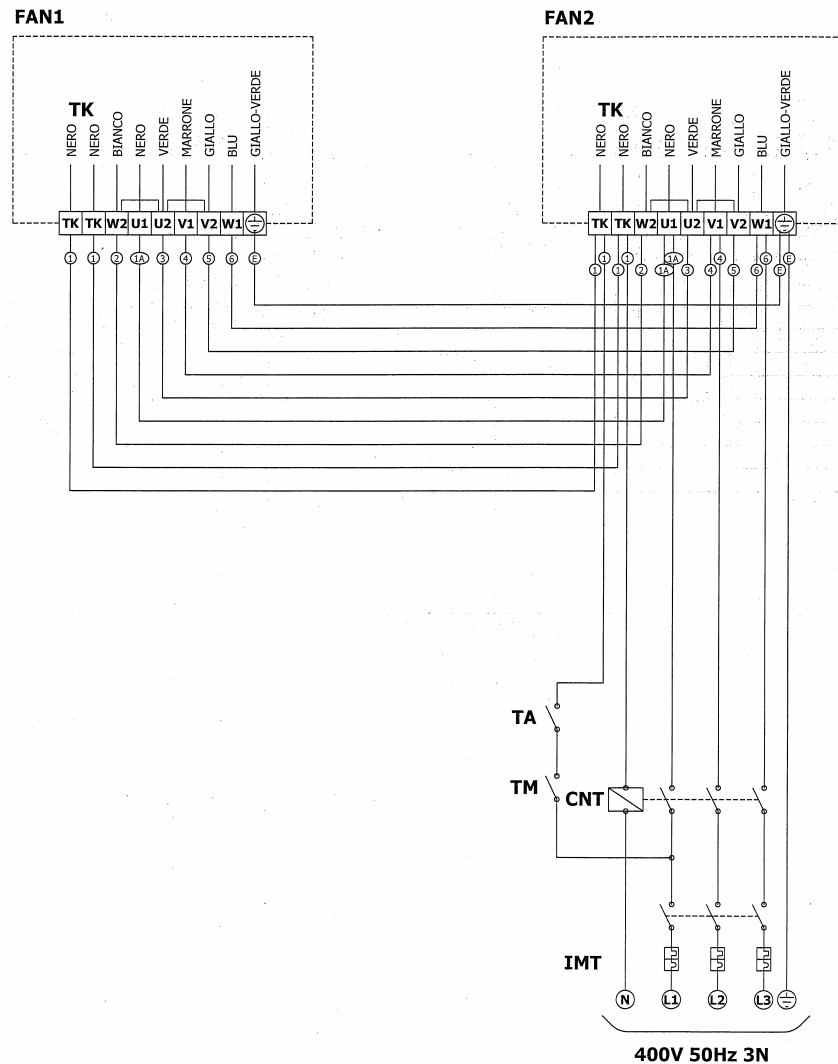 FAN1 FAN2
TK TK
NERO NERO BIANCO NERO VERDE MARRONE GIALLO BLU GIALLO-VERDE
NERO NERO BIANCO NERO VERDE MARRONE GIALLO BLU GIALLO-VERDE
TK TK W2 U1 U2 V1 V2 W1
TK TK W2 U1 U2 V1 V2 W1
1 1 2 1A 3 4 5 6 E
1 1 1A 4 6 E
1 1 2 1A 3 4 5 6 E
TA
TM CNT
IMT
N L1 L2 L3
400V 50Hz 3N